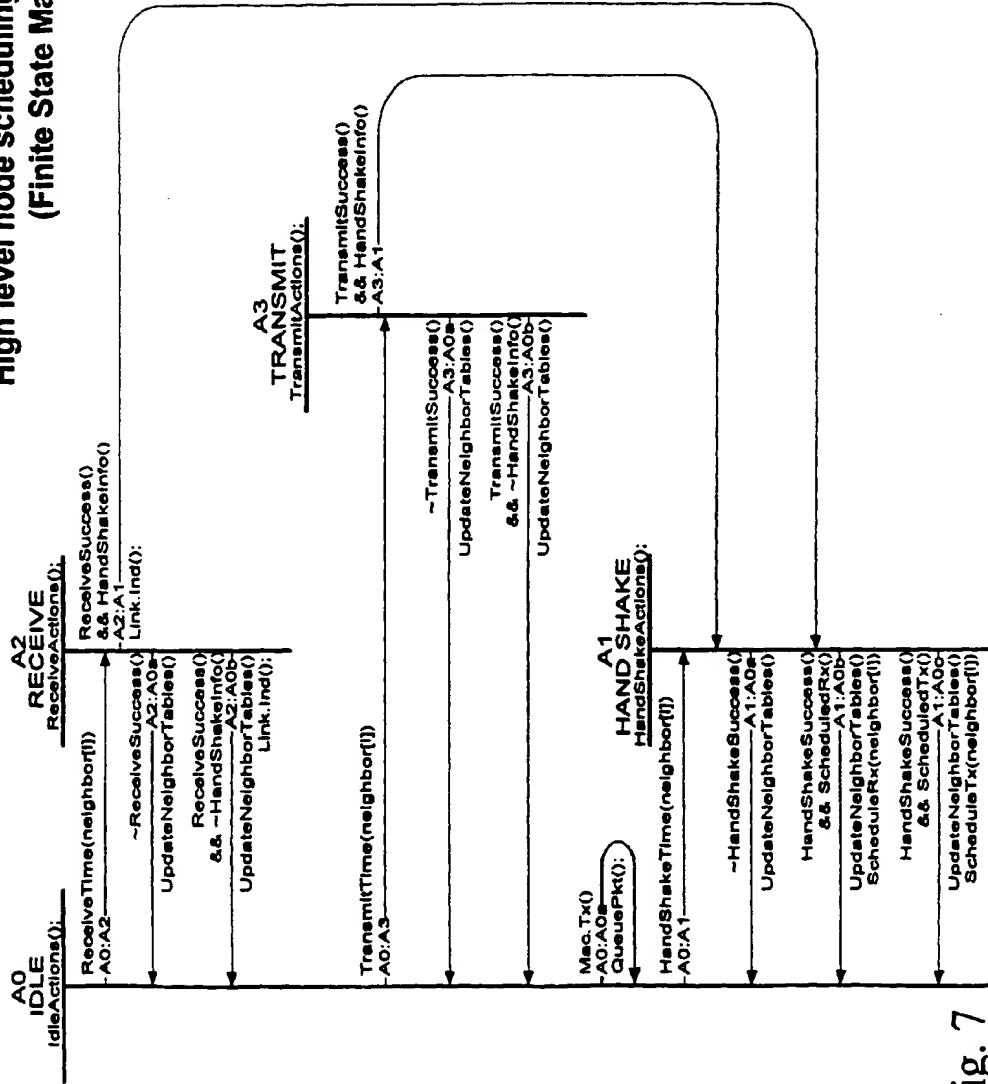 High level node scheduling
(Finite State Ma
A0
IDLE
IdleActions();
A2
RECEIVE
ReceiveActions();
ReceiveTime(neighbor[i])
A0:A2
ReceiveSuccess()
&& HandShakeInfo()
A2:A1
Link.Ind();
~ReceiveSuccess()
A2:A0a
UpdateNeighborTables()
ReceiveSuccess()
&& ~HandShakeInfo()
A2:A0b
UpdateNeighborTables()
Link.Ind();
A3
TRANSMIT
TransmitActions();
TransmitTime(neighbor[i])
A0:A3
TransmitSuccess()
&& HandShakeInfo()
A3:A1
~TransmitSuccess()
A3:A0a
UpdateNeighborTables()
TransmitSuccess()
&& ~HandShakeInfo()
A3:A0b
UpdateNeighborTables()
Mac.Tx()
A0:A0a
QueuePkt();
A1
HAND SHAKE
HandShakeActions();
HandShakeTime(neighbor[i])
A0:A1
~HandShakeSuccess()
A1:A0a
UpdateNeighborTables()
HandShakeSuccess()
&& ScheduledRx()
A1:A0b
UpdateNeighborTables()
ScheduleRx(neighbor[i])
HandShakeSuccess()
&& ScheduledTx()
A1:A0c
UpdateNeighborTables()
ScheduleTx(neighbor[i])
ig. 7